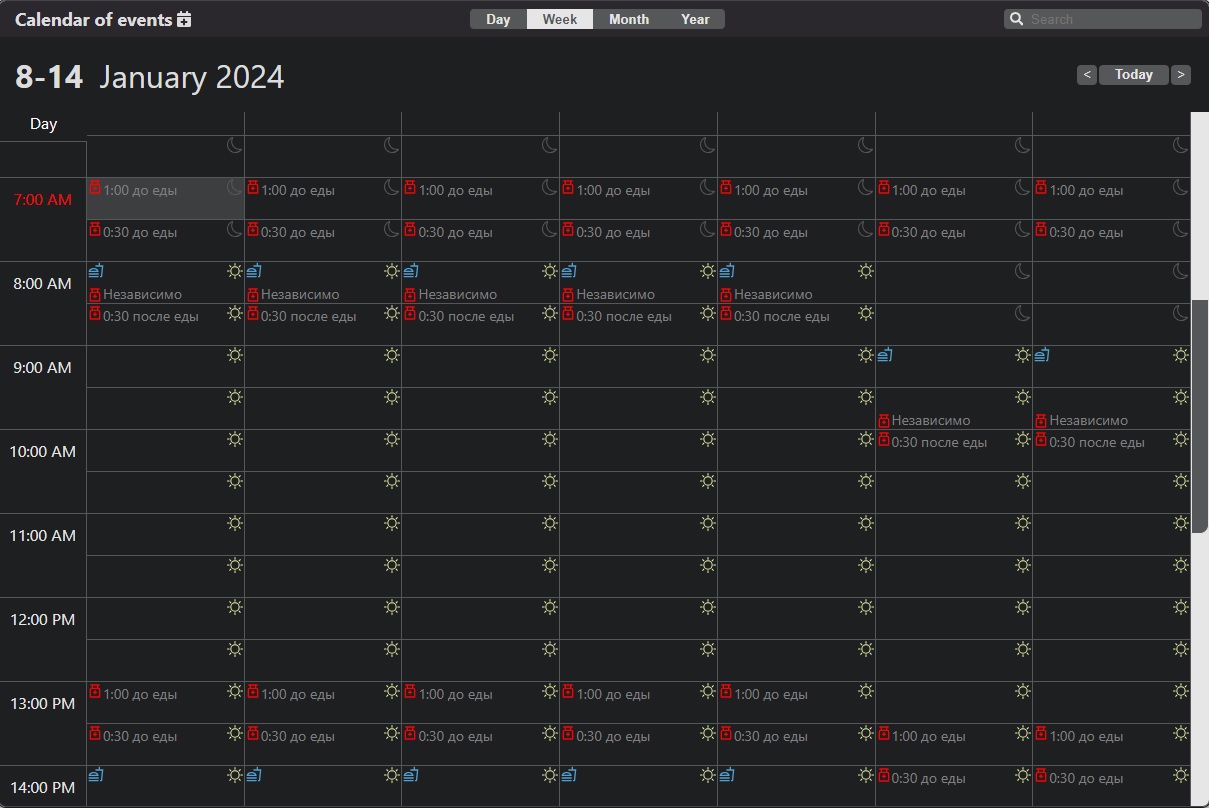 Calendar of events
Day Week Month Year
Search
8-14 January 2024
< Today >
Day
7:00 AM 1:00 до еды 1:00 до еды 1:00 до еды 1:00 до еды 1:00 до еды 1:00 до еды 1:00 до еды
0:30 до еды 0:30 до еды 0:30 до еды 0:30 до еды 0:30 до еды 0:30 до еды 0:30 до еды
8:00 AM
Независимо Независимо Независимо Независимо Независимо
0:30 после еды 0:30 после еды 0:30 после еды 0:30 после еды 0:30 после еды
9:00 AM
Независимо Независимо
0:30 после еды 0:30 после еды
10:00 AM
11:00 AM
12:00 PM
13:00 PM 1:00 до еды 1:00 до еды 1:00 до еды 1:00 до еды 1:00 до еды
0:30 до еды 0:30 до еды 0:30 до еды 0:30 до еды 0:30 до еды 1:00 до еды 1:00 до еды
14:00 PM 0:30 до еды 0:30 до еды